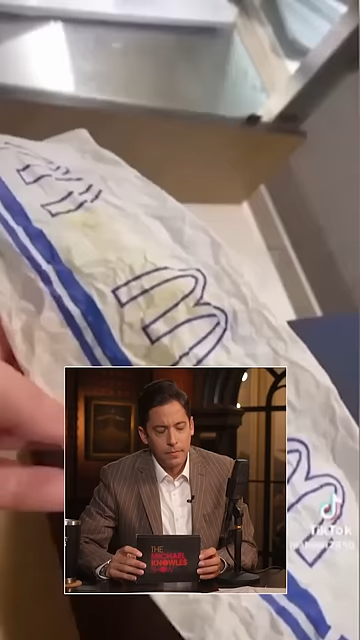 TikTok
THE
MICHAEL
KNOWLES
SHOW